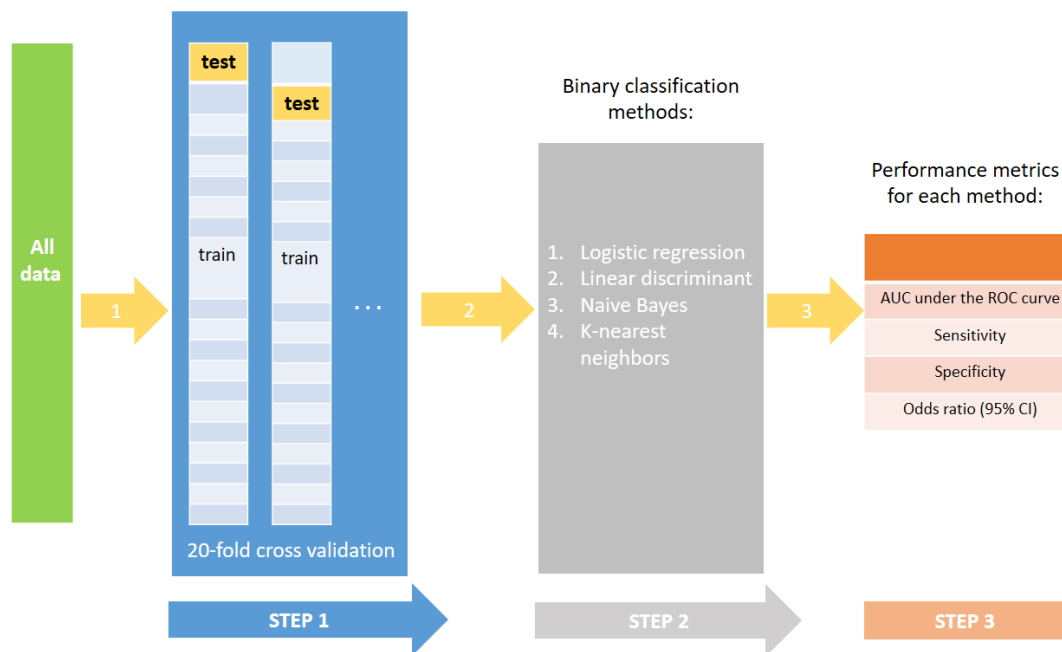 All
data
1
test
train
test
train
...
20-fold cross validation
STEP 1
2
Binary classification
methods:
1. Logistic regression
2. Linear discriminant
3. Naive Bayes
4. K-nearest
neighbors
STEP 2
3
Performance metrics
for each method:
AUC under the ROC curve
Sensitivity
Specificity
Odds ratio (95% CI)
STEP 3